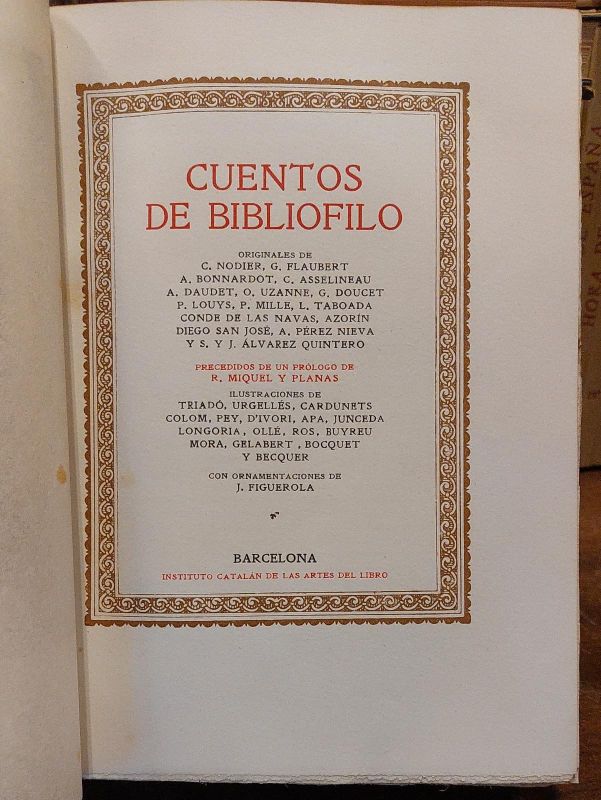 CUENTOS
DE BIBLIOFILO
ORIGINALES DE
C. NODIER, G. FLAUBERT
A. BONNARDOT, C. ASSELINEAU
A. DAUDET, O. UZANNE, G. DOUCET
P. LOUYS, P. MILLE, L. TABOADA
CONDE DE LAS NAVAS, AZORÍN
DIEGO SAN JOSÉ, A. PÉREZ NIEVA
Y S. Y J. ÁLVAREZ QUINTERO
PRECEDIDOS DE UN PRÓLOGO DE
R. MIQUEL Y PLANAS
ILUSTRACIONES DE
TRIADÓ, URGELLÉS, CARDUNETS
COLOM, PEY, D'IVORI, APA, JUNCEDA
LONGORIA, OLLÉ, ROS, BUYREU
MORA, GELABERT, BOCQUET
Y BECQUER
CON ORNAMENTACIONES DE
J. FIGUEROLA
BARCELONA
INSTITUTO CATALÁN DE LAS ARTES DEL LIBRO
ESPAÑA
HORA DE